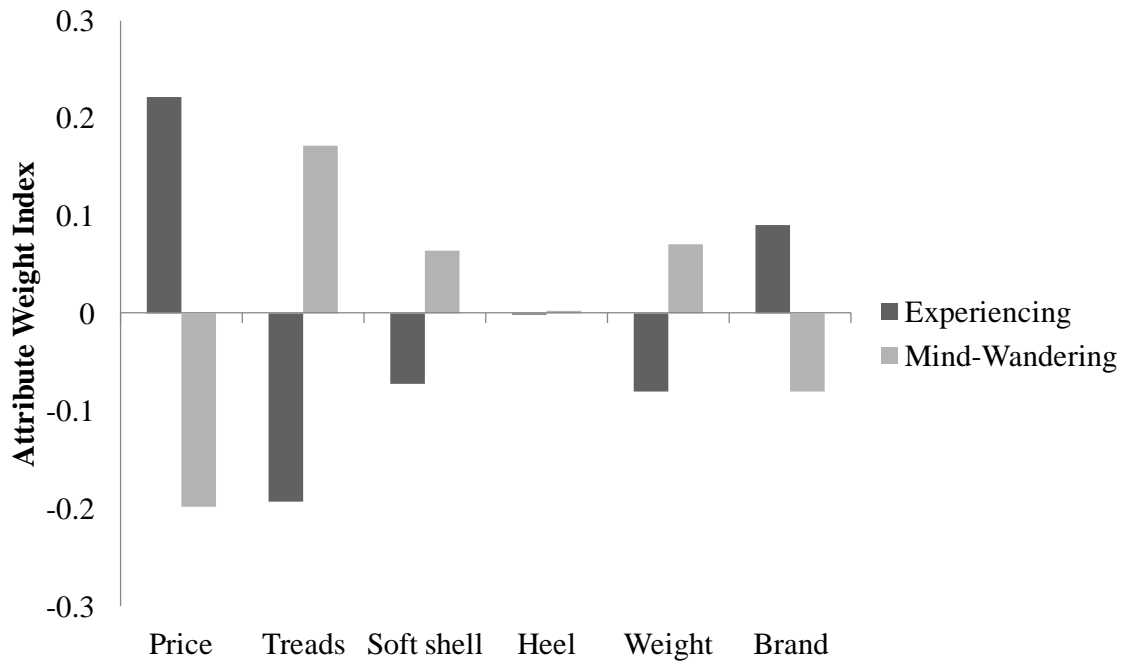 0.3
0.2
0.1
0
-0.1
-0.2
-0.3
Attribute Weight Index
Price Treads Soft shell Heel Weight Brand
Experiencing
Mind-Wandering